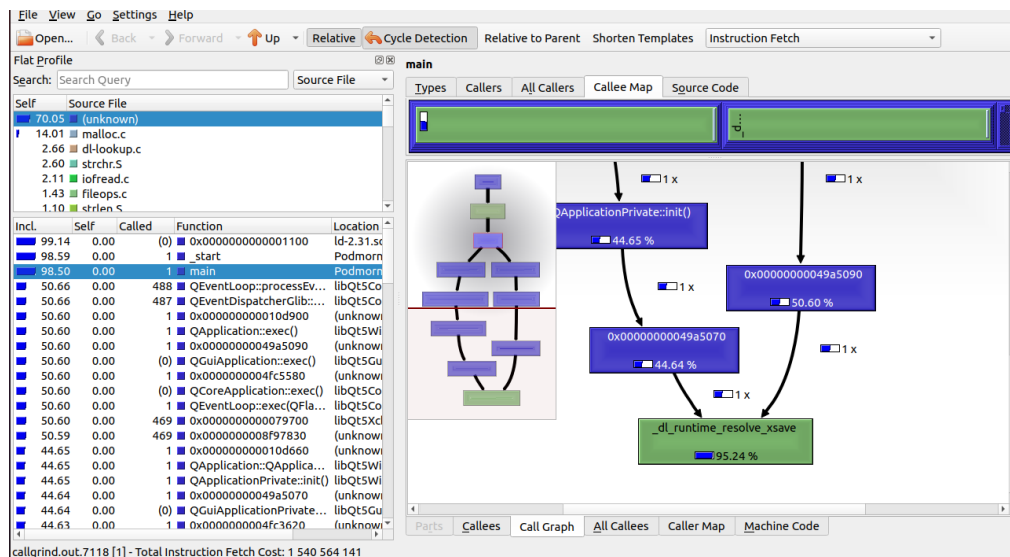 File View Go Settings Help
Open... Back Forward Up Relative Cycle Detection Relative to Parent Shorten Templates Instruction Fetch
Flat Profile
Search: Search Query Source File
Self Source File
70.05 (unknown)
14.01 malloc.c
2.66 dl-lookup.c
2.60 strchr.S
2.11 iofread.c
1.43 fileops.c
1.10 strlen.S
Incl. Self Called Function Location
99.14 0.00 (0) 0x0000000000001100 ld-2.31.so
98.59 0.00 1 _start Podmorn
98.50 0.00 1 main Podmorn
50.66 0.00 488 QEventLoop::processEv... libQt5Co
50.66 0.00 487 QEventDispatcherGlib::... libQt5Co
50.60 0.00 1 0x000000000010d900 (unknow
50.60 0.00 1 QApplication::exec() libQt5Wi
50.60 0.00 1 0x00000000049a5090 (unknow
50.60 0.00 (0) QGuiApplication::exec() libQt5Gu
50.60 0.00 1 0x0000000004fc5580 (unknow
50.60 0.00 (0) QCoreApplication::exec() libQt5Co
50.60 0.00 1 QEventLoop::exec(QFla... libQt5Co
50.60 0.00 469 0x0000000000079700 libQt5Xcl
50.59 0.00 469 0x0000000008f97830 (unknow
44.65 0.00 1 0x000000000010d660 (unknow
44.65 0.00 1 QApplication::QApplica... libQt5Wi
44.65 0.00 1 QApplicationPrivate::init() libQt5Wi
44.64 0.00 1 0x00000000049a5070 (unknow
44.64 0.00 (0) QGuiApplicationPrivate... libQt5Gu
44.63 0.00 1 0x0000000004fc3620 (unknow
main
Types Callers All Callers Callee Map Source Code
_d...
1 x
1 x
QApplicationPrivate::init()
44.65 %
0x00000000049a5090
50.60 %
1 x
0x00000000049a5070
44.64 %
1 x
1 x
_dl_runtime_resolve_xsave
95.24 %
Parts Callees Call Graph All Callees Caller Map Machine Code
callgrind.out.7118 [1] - Total Instruction Fetch Cost: 1 540 564 141